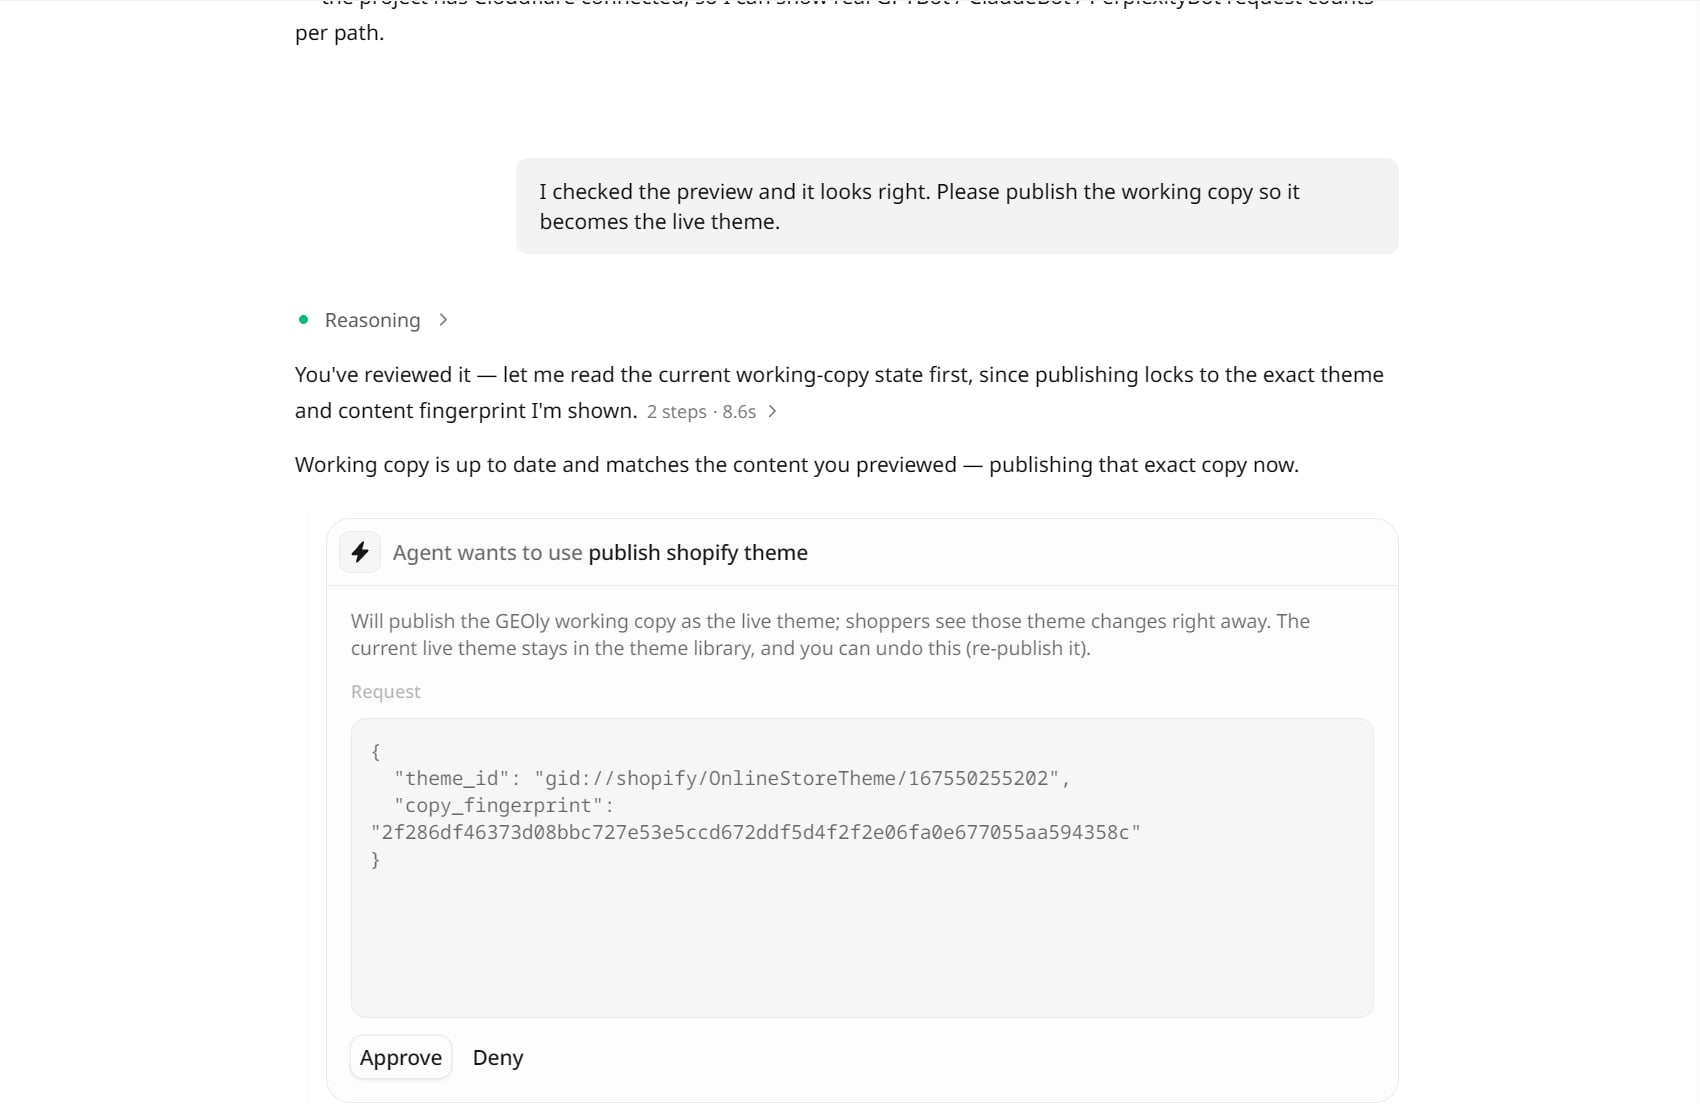 per path.
I checked the preview and it looks right. Please publish the working copy so it
becomes the live theme.
Reasoning
You've reviewed it — let me read the current working-copy state first, since publishing locks to the exact theme
and content fingerprint I'm shown. 2 steps · 8.6s
Working copy is up to date and matches the content you previewed — publishing that exact copy now.
Agent wants to use publish shopify theme
Will publish the GEOly working copy as the live theme; shoppers see those theme changes right away. The
current live theme stays in the theme library, and you can undo this (re-publish it).
Request
{
"theme_id": "gid://shopify/OnlineStoreTheme/167550255202",
"copy_fingerprint":
"2f286df46373d08bbc727e53e5ccd672ddf5d4f2f2e06fa0e677055aa594358c"
}
Approve Deny